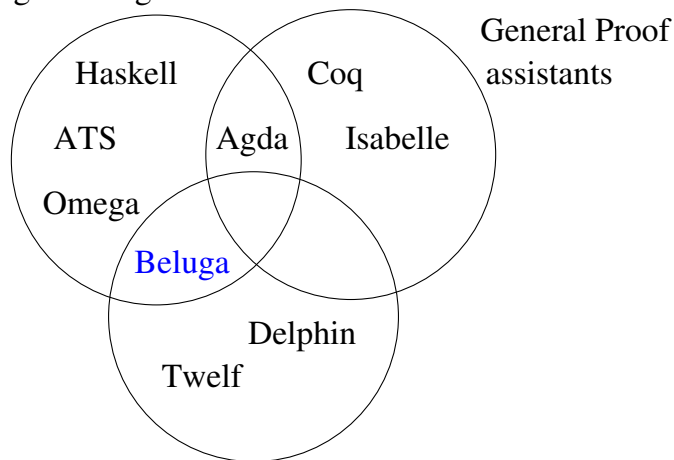 General Proof
assistants
Haskell
Coq
ATS
Agda
Isabelle
Omega
Beluga
Delphin
Twelf